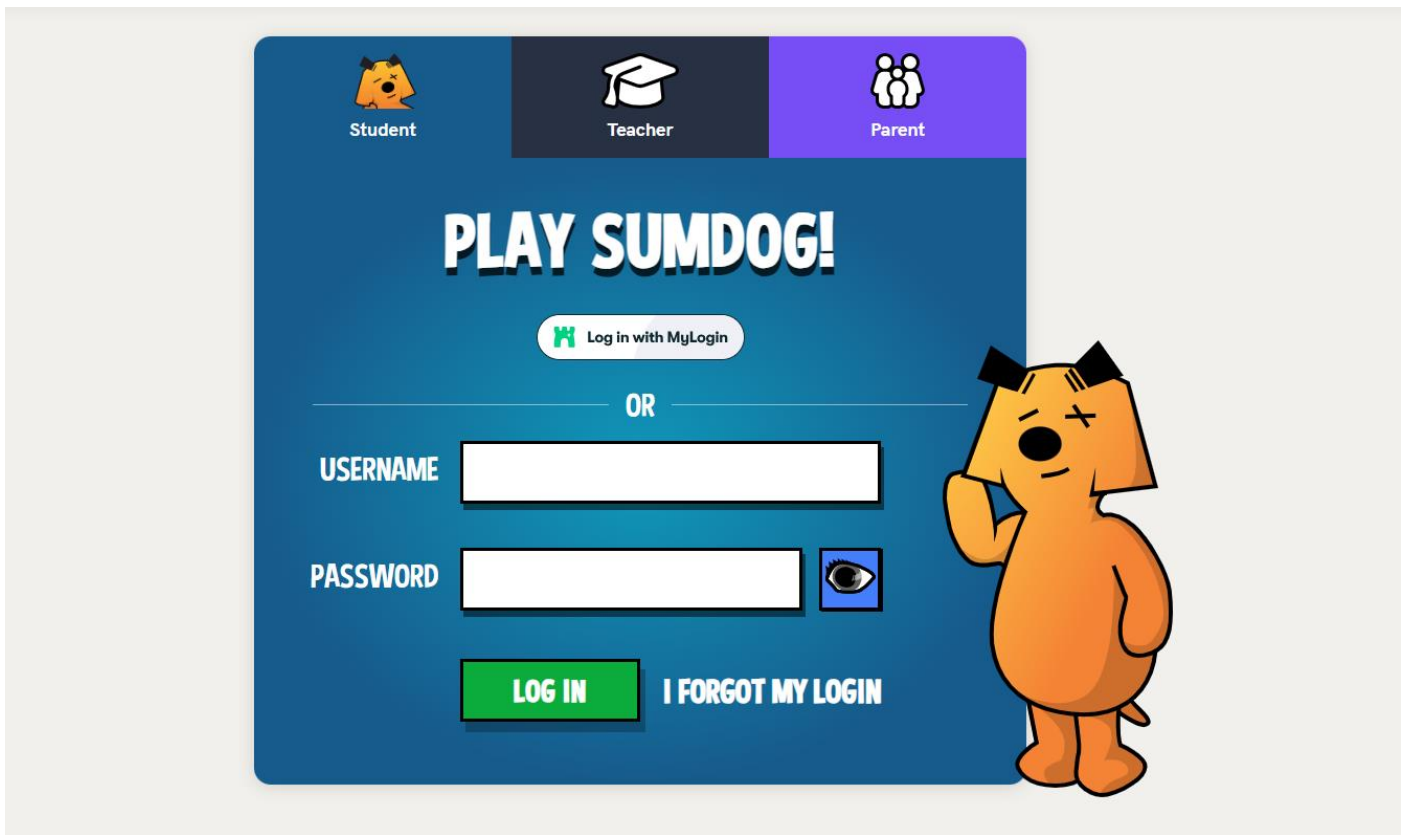 Student
Teacher
Parent
PLAY SUMDOG!
Log in with MyLogin
OR
USERNAME
PASSWORD
LOG IN
I FORGOT MY LOGIN